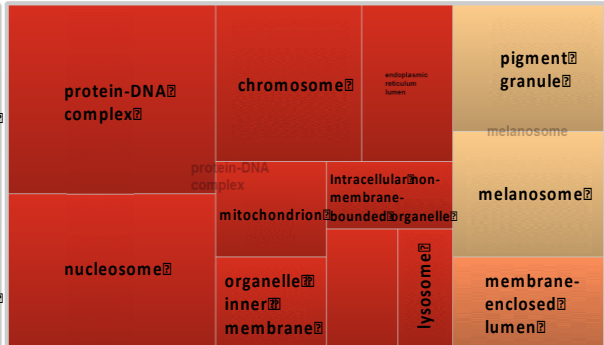 protein-DNA
complex
chromosome
endoplasmic
reticulum
lumen
pigment
granule
melanosome
protein-DNA
complex
mitochondrion
Intracellular non-
membrane-
bounded organelle
melanosome
nucleosome
organelle
inner
membrane
lysosome
membrane-
enclosed
lumen